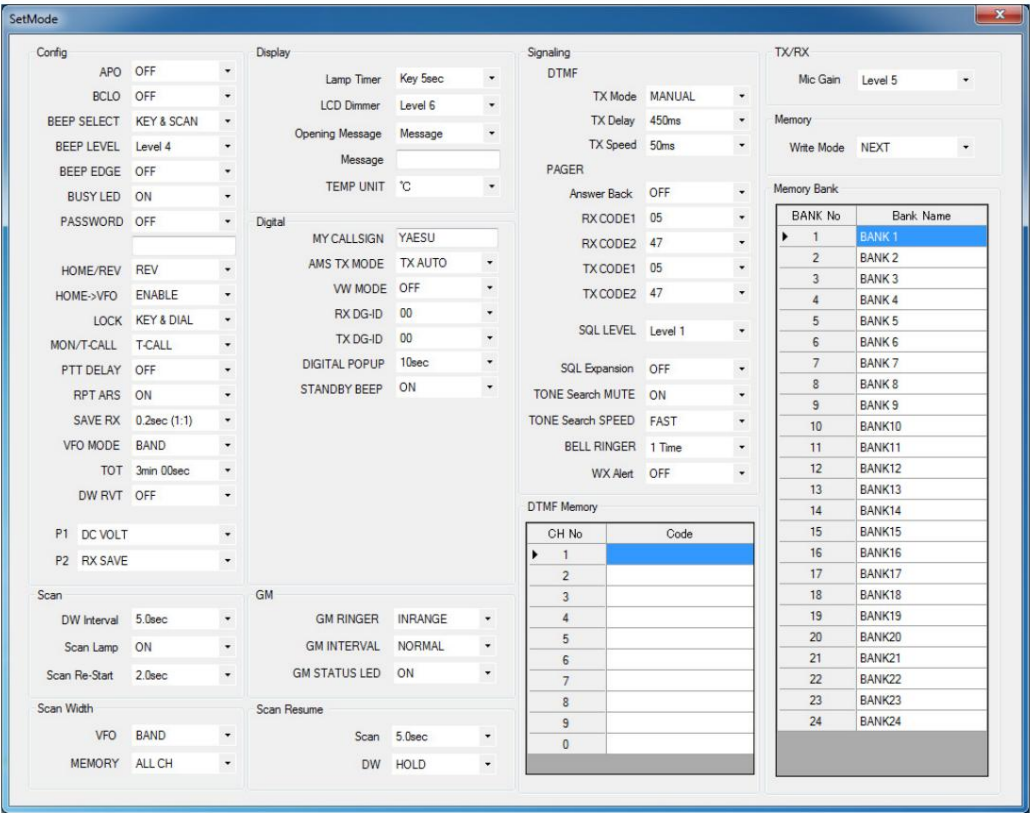 SetMode
Config
APO OFF
BCLO OFF
BEEP SELECT KEY & SCAN
BEEP LEVEL Level 4
BEEP EDGE OFF
BUSY LED ON
PASSWORD OFF
HOME/REV REV
HOME->VFO ENABLE
LOCK KEY & DIAL
MON/T-CALL T-CALL
PTT DELAY OFF
RPT ARS ON
SAVE RX 0.2sec (1:1)
VFO MODE BAND
TOT 3min 00sec
DW RVT OFF
P1 DC VOLT
P2 RX SAVE
Scan
DW Interval 5.0sec
Scan Lamp ON
Scan Re-Start 2.0sec
Scan Width
VFO BAND
MEMORY ALL CH
Display
Lamp Timer Key 5sec
LCD Dimmer Level 6
Opening Message Message
Message
TEMP UNIT °C
Digital
MY CALLSIGN YAESU
AMS TX MODE TX AUTO
VW MODE OFF
RX DG-ID 00
TX DG-ID 00
DIGITAL POPUP 10sec
STANDBY BEEP ON
GM
GM RINGER INRANGE
GM INTERVAL NORMAL
GM STATUS LED ON
Scan Resume
Scan 5.0sec
DW HOLD
Signaling
DTMF
TX Mode MANUAL
TX Delay 450ms
TX Speed 50ms
PAGER
Answer Back OFF
RX CODE1 05
RX CODE2 47
TX CODE1 05
TX CODE2 47
SQL LEVEL Level 1
SQL Expansion OFF
TONE Search MUTE ON
TONE Search SPEED FAST
BELL RINGER 1 Time
WX Alert OFF
DTMF Memory
CH No Code
1
2
3
4
5
6
7
8
9
0
TX/RX
Mic Gain Level 5
Memory
Write Mode NEXT
Memory Bank
BANK No Bank Name
1 BANK 1
2 BANK 2
3 BANK 3
4 BANK 4
5 BANK 5
6 BANK 6
7 BANK 7
8 BANK 8
9 BANK 9
10 BANK10
11 BANK11
12 BANK12
13 BANK13
14 BANK14
15 BANK15
16 BANK16
17 BANK17
18 BANK18
19 BANK19
20 BANK20
21 BANK21
22 BANK22
23 BANK23
24 BANK24